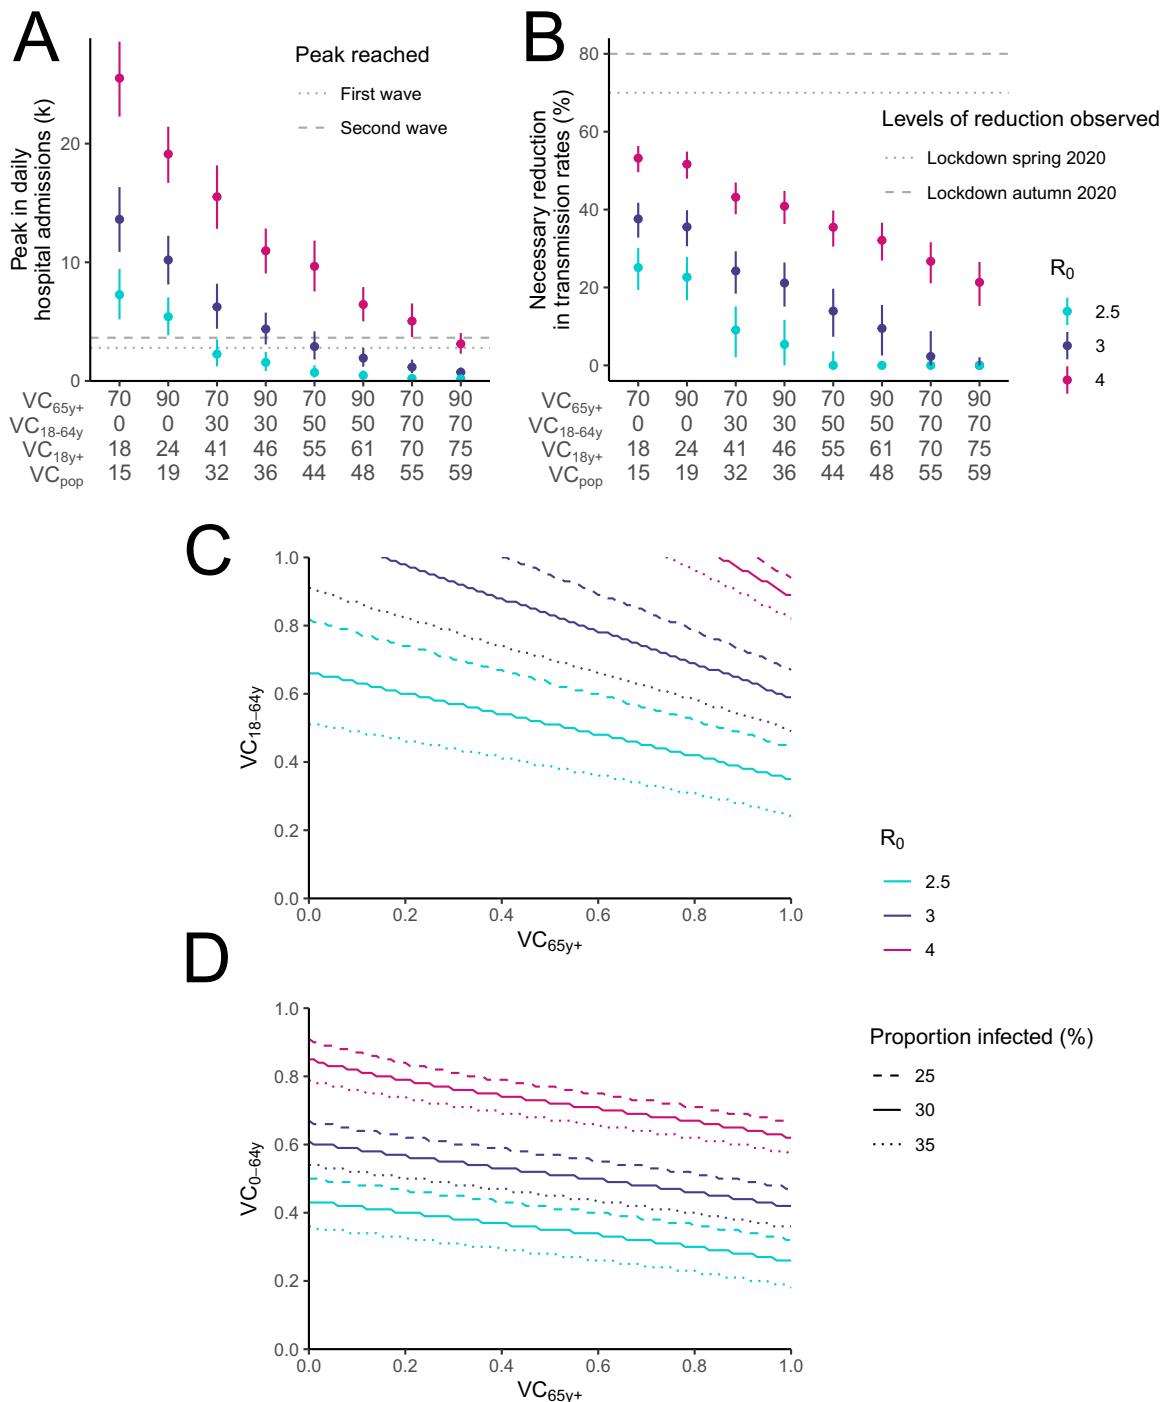 A
Peak in daily
hospital admissions (k)
20
10
0
Peak reached
First wave
Second wave
VC65y+ 70 90 70 90 70 90 70 90
VC18-64y 0 0 30 30 50 50 70 70
VC18y+ 18 24 41 46 55 61 70 75
VCpop 15 19 32 36 44 48 55 59
B
Necessary reduction
in transmission rates (%)
80
60
40
20
0
Levels of reduction observed
Lockdown spring 2020
Lockdown autumn 2020
R0
2.5
3
4
VC65y+ 70 90 70 90 70 90 70 90
VC18-64y 0 0 30 30 50 50 70 70
VC18y+ 18 24 41 46 55 61 70 75
VCpop 15 19 32 36 44 48 55 59
C
VC18−64y
1.0
0.8
0.6
0.4
0.2
0.0
0.0 0.2 0.4 0.6 0.8 1.0
VC65y+
R0
2.5
3
4
D
VC0−64y
1.0
0.8
0.6
0.4
0.2
0.0
0.0 0.2 0.4 0.6 0.8 1.0
VC65y+
Proportion infected (%)
25
30
35